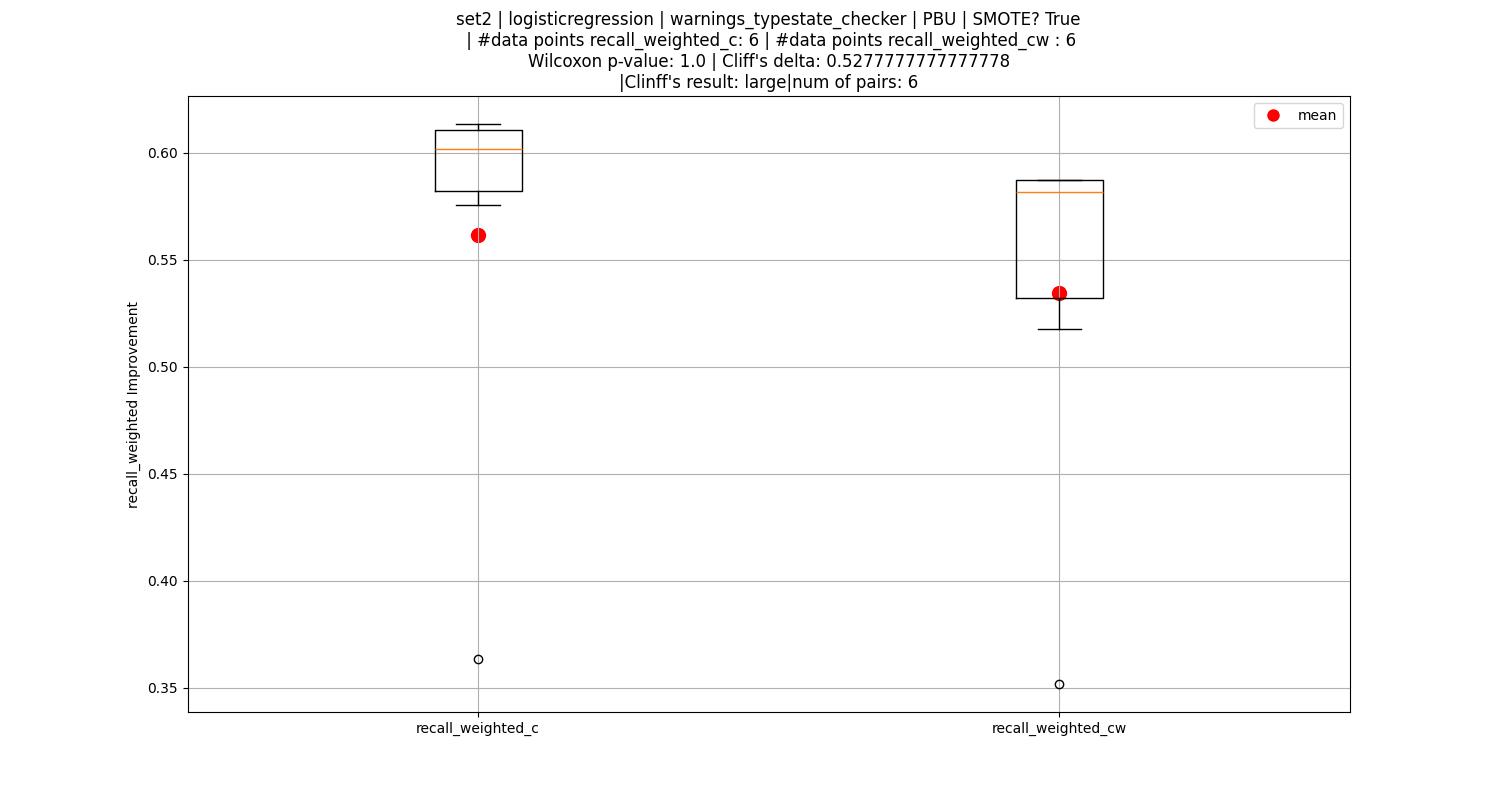 set2 | logisticregression | warnings_typestate_checker | PBU | SMOTE? True
| #data points recall_weighted_c: 6 | #data points recall_weighted_cw : 6
Wilcoxon p-value: 1.0 | Cliff's delta: 0.5277777777777778
|Clinff's result: large|num of pairs: 6
mean
recall_weighted Improvement
0.60
0.55
0.50
0.45
0.40
0.35
recall_weighted_c
recall_weighted_cw